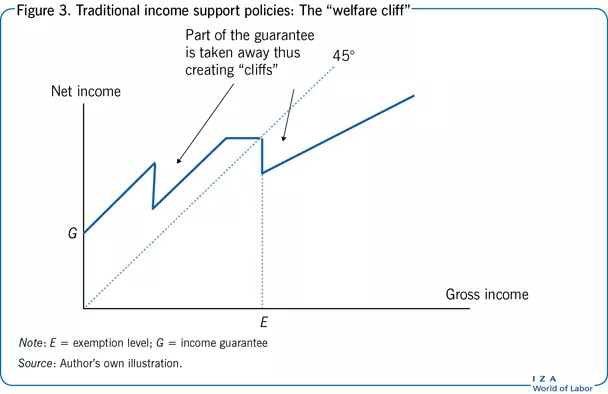 Figure 3. Traditional income support policies: The “welfare cliff”
Part of the guarantee
is taken away thus
creating “cliffs”
45°
Net income
G
Gross income
E
Note: E = exemption level; G = income guarantee
Source: Author’s own illustration.
I Z A
World of Labor